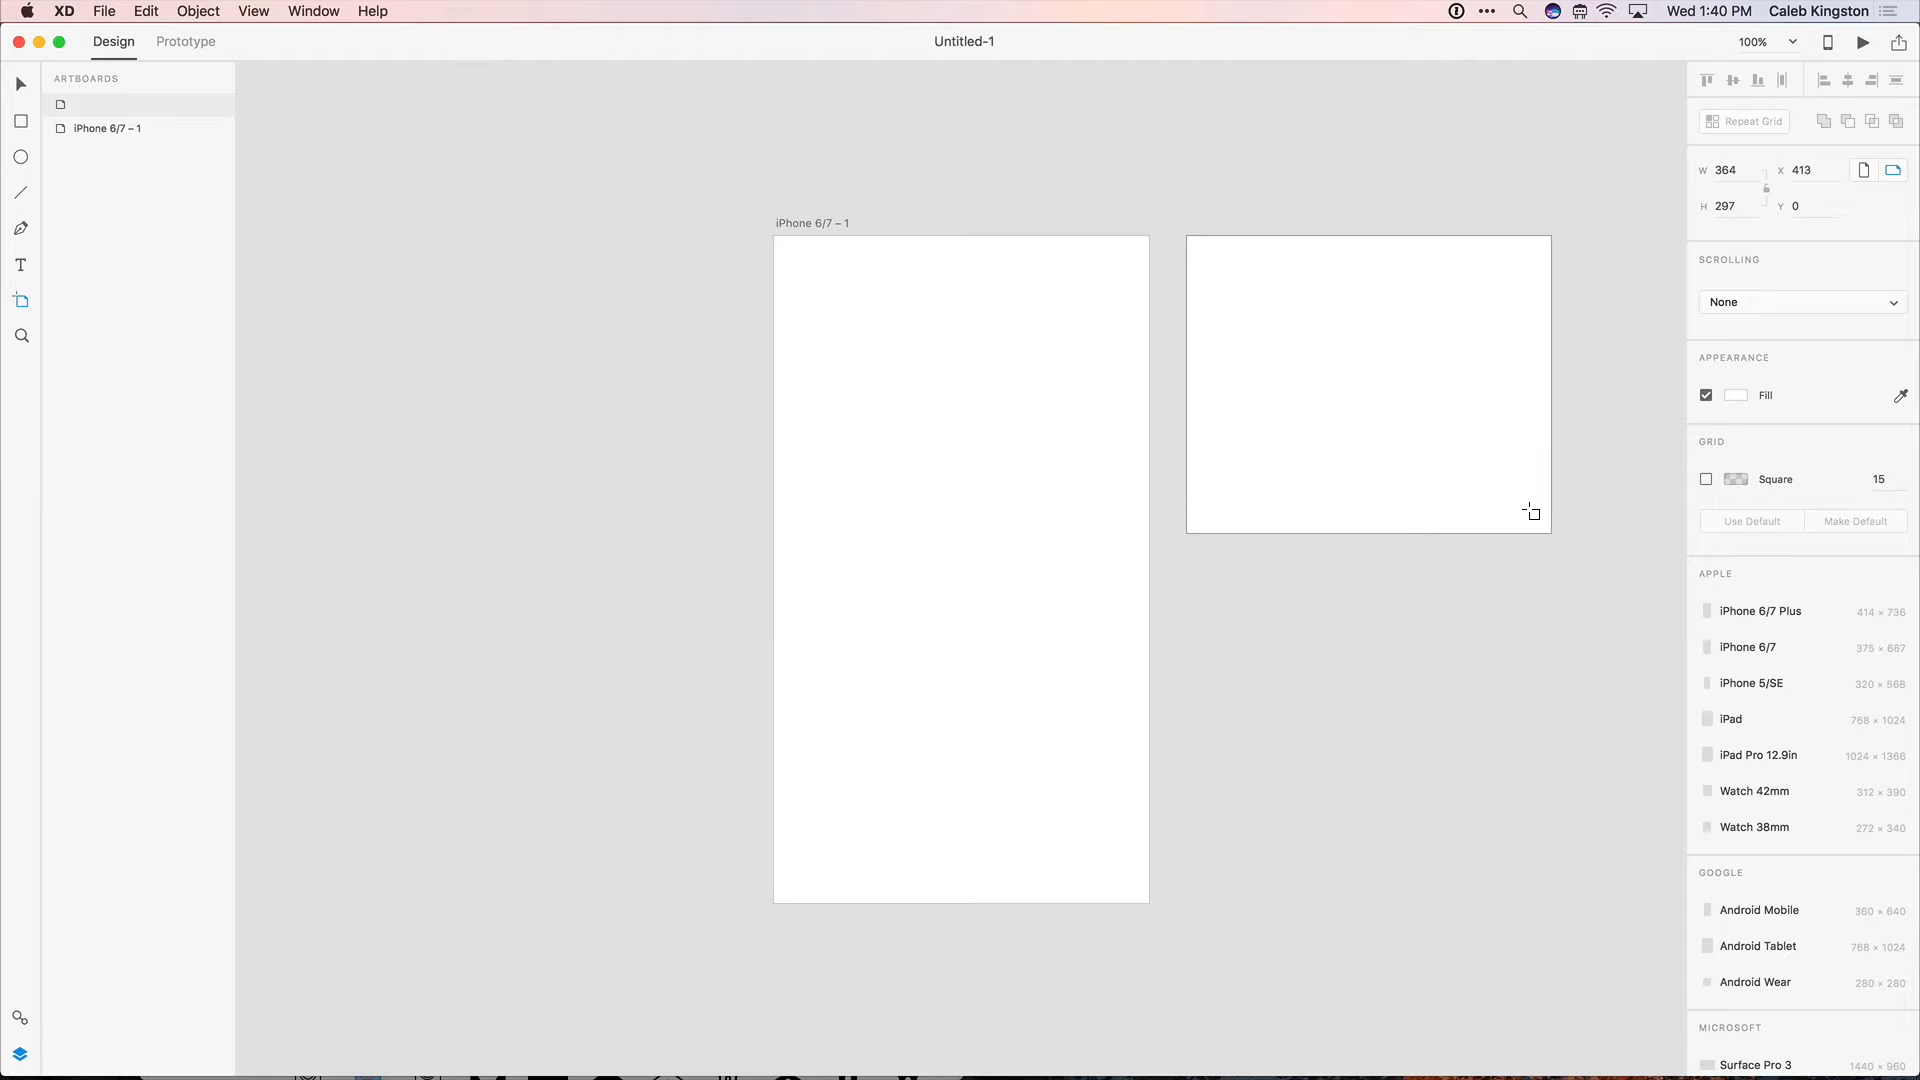 XD File Edit Object View Window Help Wed 1:40 PM Caleb Kingston
Design Prototype Untitled-1 100%
ARTBOARDS
iPhone 6/7 – 1
iPhone 6/7 – 1
Repeat Grid
W 364 X 413
H 297 Y 0
SCROLLING
None
APPEARANCE
Fill
GRID
Square 15
Use Default Make Default
APPLE
iPhone 6/7 Plus 414 × 736
iPhone 6/7 375 × 667
iPhone 5/SE 320 × 568
iPad 768 × 1024
iPad Pro 12.9in 1024 × 1366
Watch 42mm 312 × 390
Watch 38mm 272 × 340
GOOGLE
Android Mobile 360 × 640
Android Tablet 768 × 1024
Android Wear 280 × 280
MICROSOFT
Surface Pro 3 1440 × 960